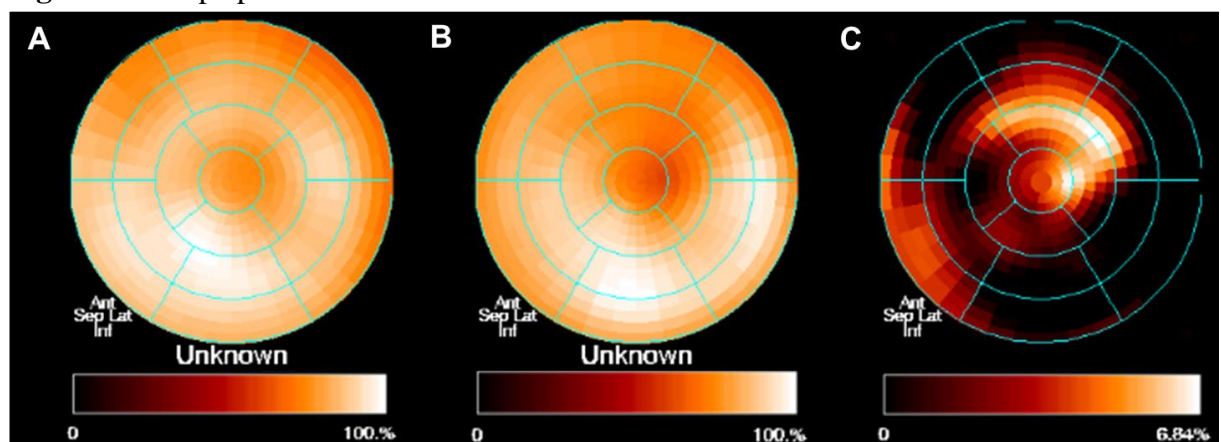 A
B
C
Ant
Sep Lat
Inf
Unknown
0
100.%
Ant
Sep Lat
Inf
Unknown
0
100.%
Ant
Sep Lat
Inf
0
6.84%